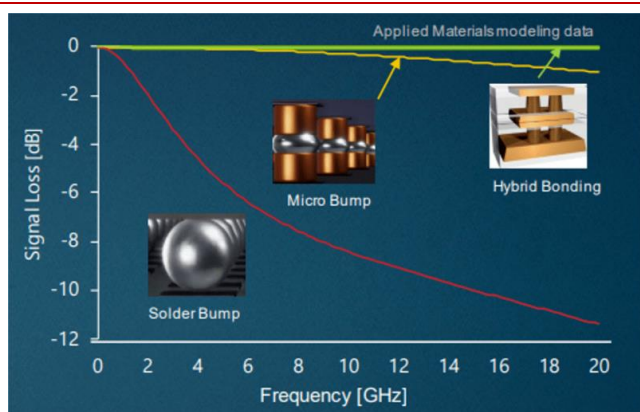 Applied Materials modeling data
0
-2
-4
-6
-8
-10
-12
Signal Loss [dB]
Micro Bump
Hybrid Bonding
Solder Bump
0 2 4 6 8 10 12 14 16 18 20
Frequency [GHz]